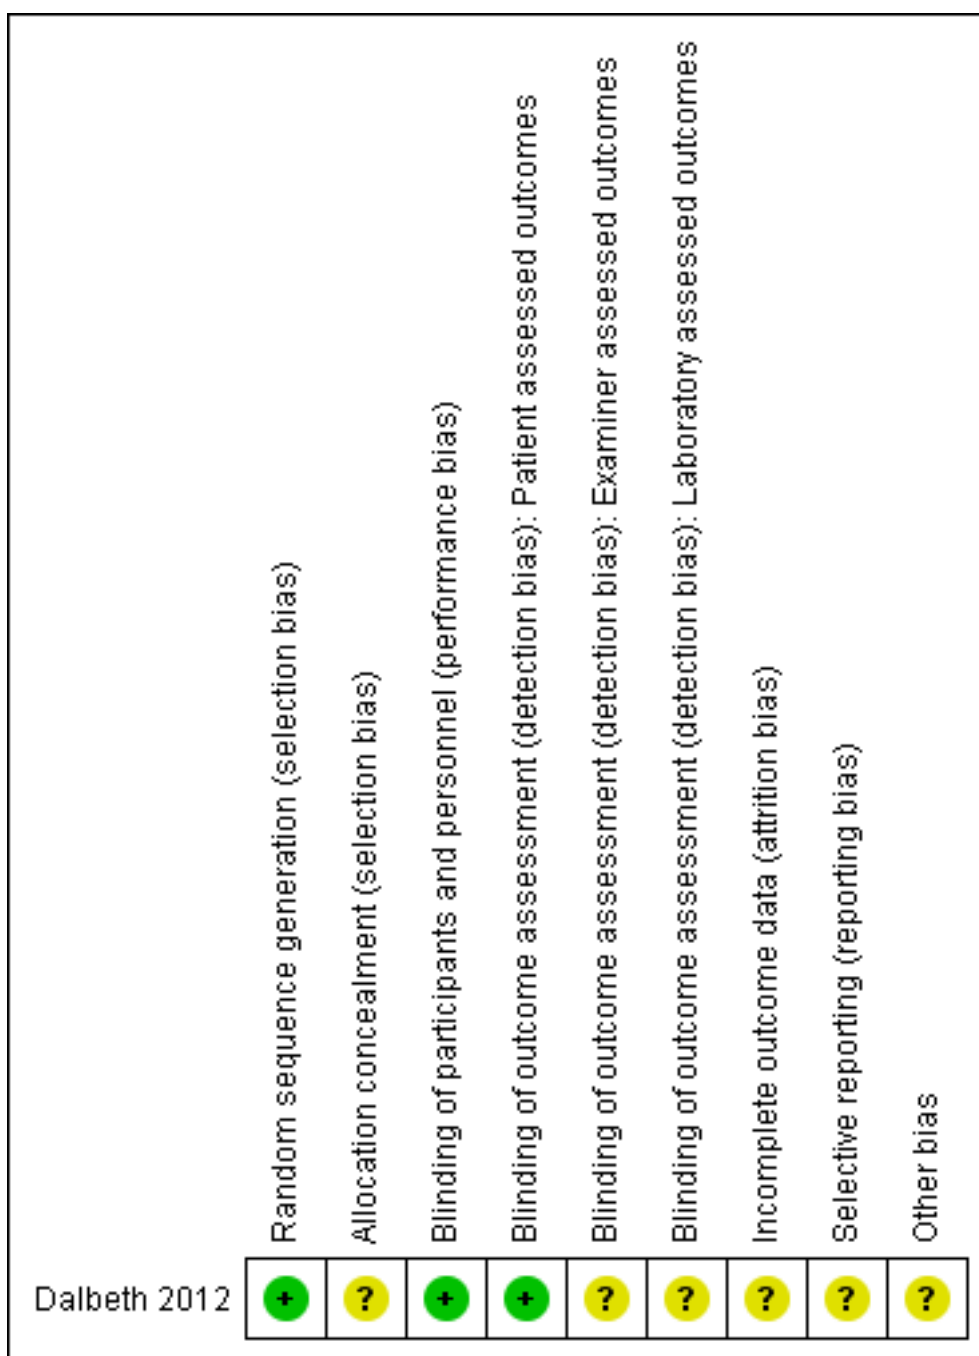 Random sequence generation (selection bias)
Allocation concealment (selection bias)
Blinding of participants and personnel (performance bias)
Blinding of outcome assessment (detection bias): Patient assessed outcomes
Blinding of outcome assessment (detection bias): Examiner assessed outcomes
Blinding of outcome assessment (detection bias): Laboratory assessed outcomes
Incomplete outcome data (attrition bias)
Selective reporting (reporting bias)
Other bias
Dalbeth 2012 + ? + + ? ? ? ? ?